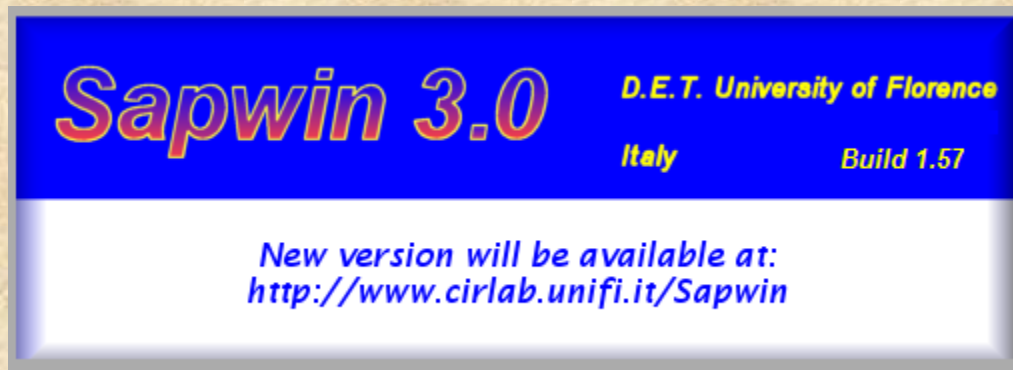 Sapwin 3.0
D.E.T. University of Florence
Italy
Build 1.57
New version will be available at:
http://www.cirlab.unifi.it/Sapwin